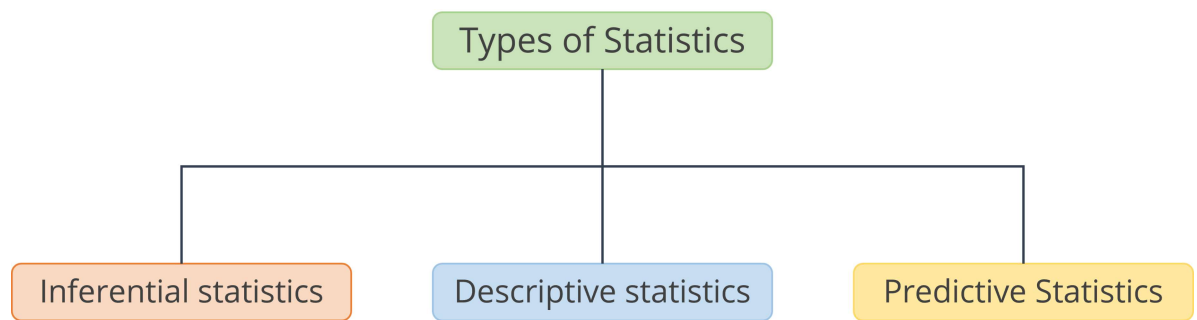 Types of Statistics
Inferential statistics
Descriptive statistics
Predictive Statistics